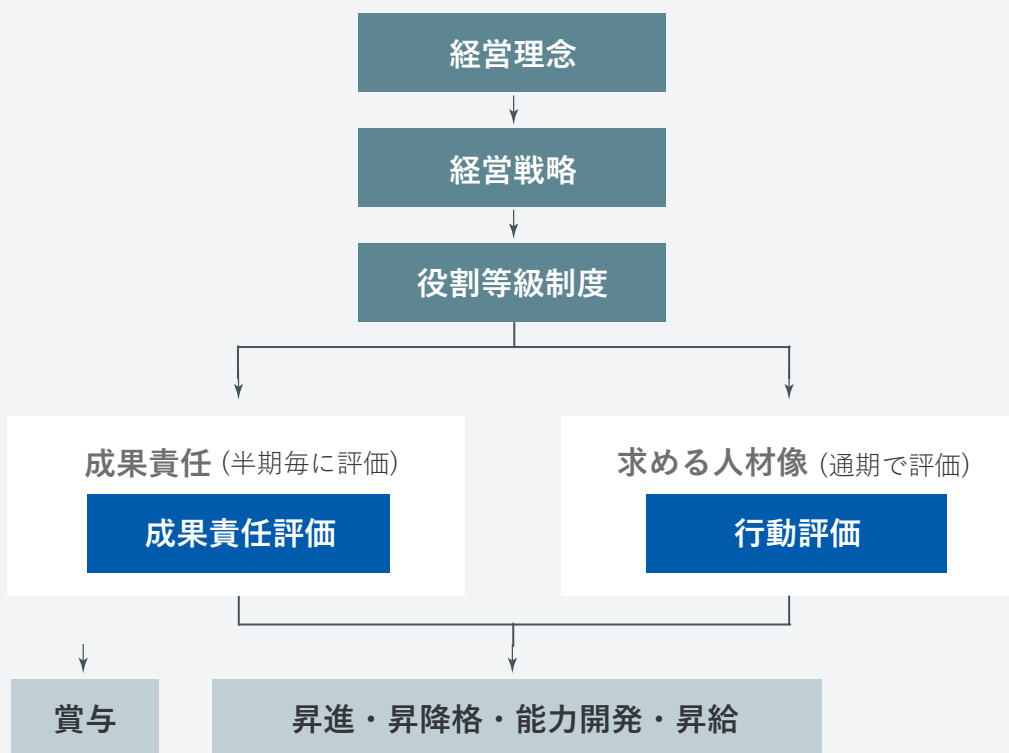 経営理念
経営戦略
役割等級制度
成果責任 (半期毎に評価)
成果責任評価
求める人材像 (通期で評価)
行動評価
賞与
昇進・昇降格・能力開発・昇給